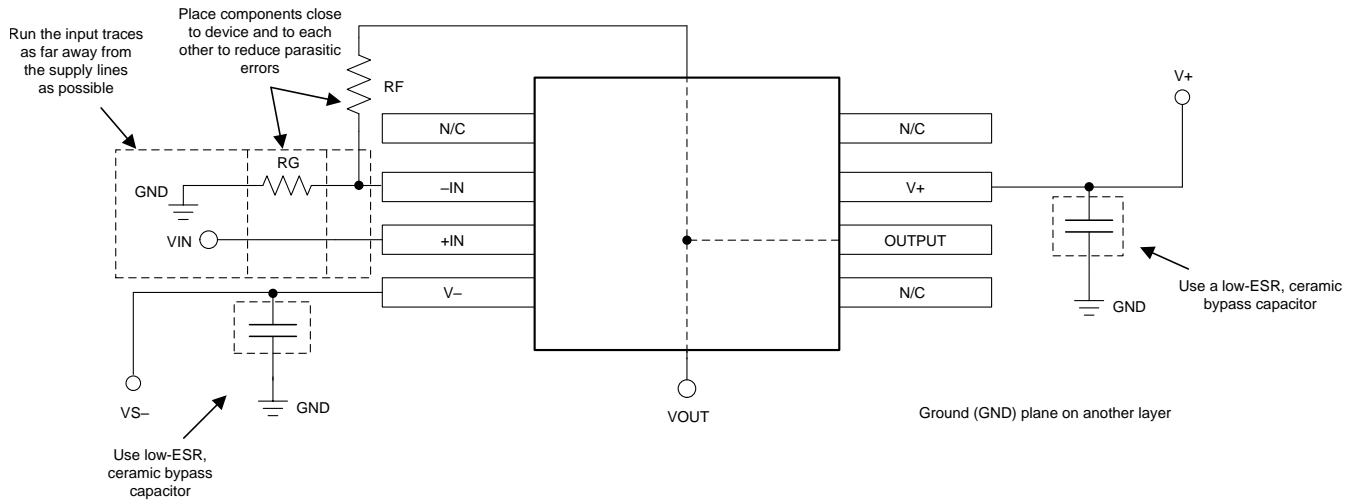 Run the input traces
as far away from
the supply lines
as possible
Place components close
to device and to each
other to reduce parasitic
errors
RF
N/C
RG
GND
–IN
VIN
+IN
V–
VS–
GND
Use low-ESR,
ceramic bypass
capacitor
VOUT
N/C
V+
OUTPUT
N/C
V+
GND
Use a low-ESR, ceramic
bypass capacitor
Ground (GND) plane on another layer